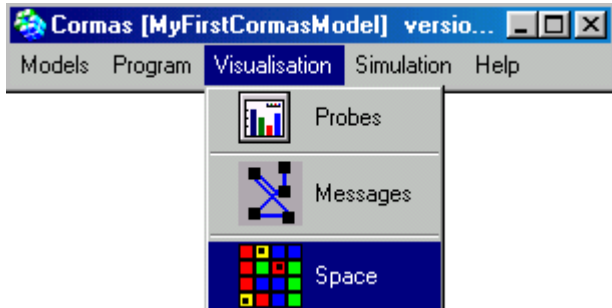 Cormas [MyFirstCormasModel] versio...
Models Program Visualisation Simulation Help
Probes
Messages
Space